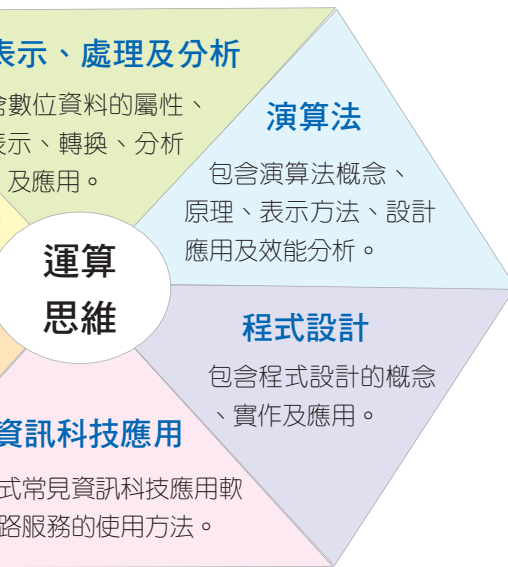 表示、處理及分析
含數位資料的屬性、
表示、轉換、分析
及應用。
演算法
包含演算法概念、
原理、表示方法、設計
應用及效能分析。
運算
思維
程式設計
包含程式設計的概念
、實作及應用。
資訊科技應用
式常見資訊科技應用軟
路服務的使用方法。